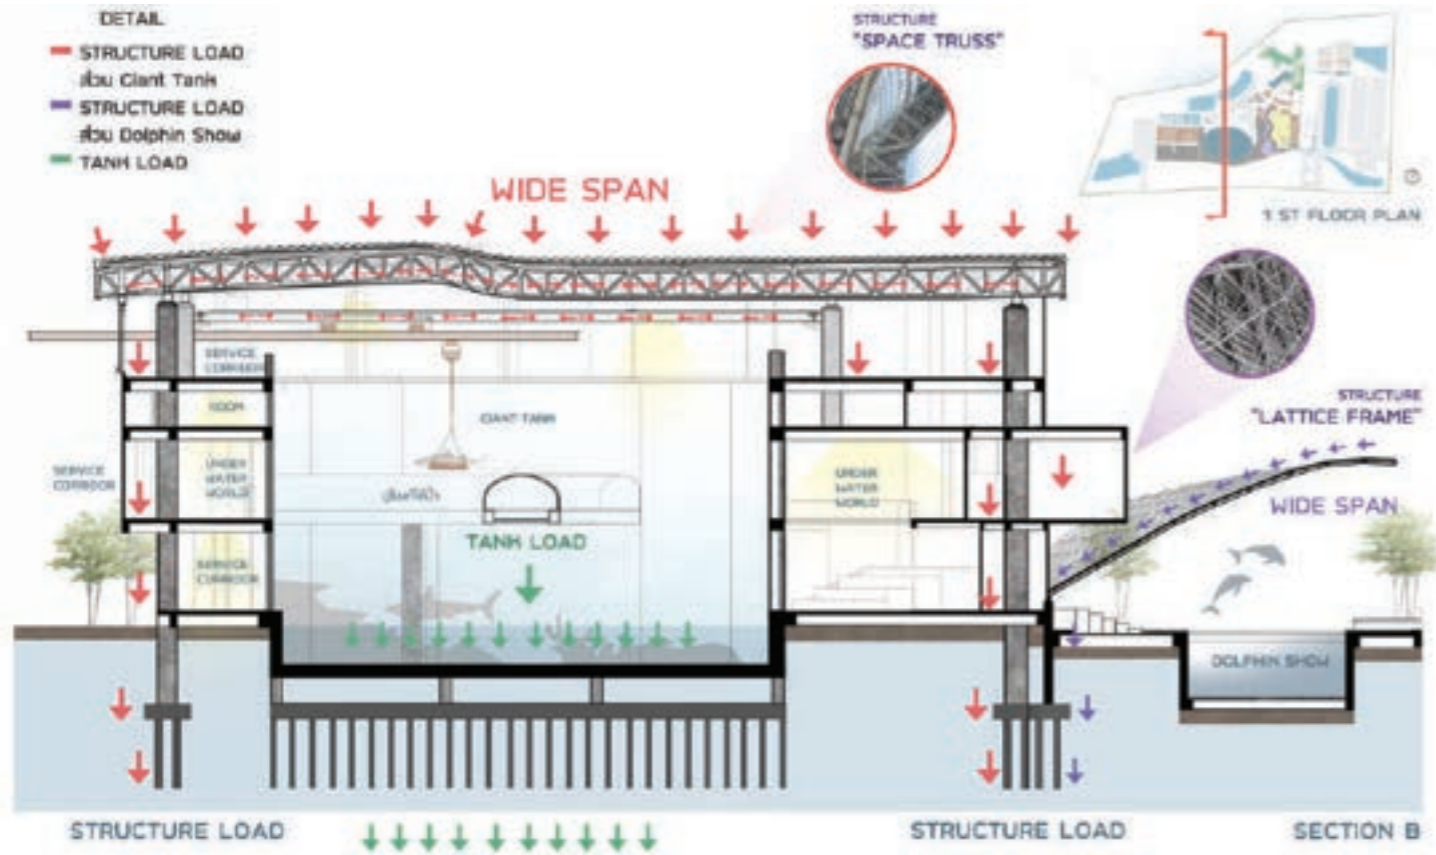 DETAIL
STRUCTURE LOAD
ส่วน Giant Tank
STRUCTURE LOAD
ส่วน Dolphin Show
TANK LOAD
STRUCTURE
"SPACE TRUSS"
WIDE SPAN
1 ST FLOOR PLAN
SERVICE
CORRIDOR
ROOM
GIANT TANK
STRUCTURE
"LATTICE FRAME"
SERVICE
CORRIDOR
UNDER
WATER
WORLD
UNDER
WATER
WORLD
WIDE SPAN
TANK LOAD
SERVICE
CORRIDOR
DOLPHIN SHOW
STRUCTURE LOAD
STRUCTURE LOAD
SECTION B